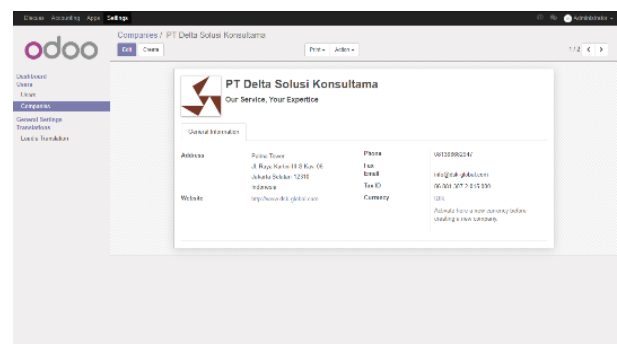 Discuss Accounting Apps Settings
Administrator
Companies / PT Delta Solusi Konsultama
odoo
Edit Create
Print Action
1 / 2
Dashboard
Users
Users
Companies
General Settings
Translations
Load a Translation
PT Delta Solusi Konsultama
Our Service, Your Expertice
General Information
Address
Tower
Jakarta Selatan
Indonesia
Website
Phone
Fax
Email
Tax ID
Currency
Activate here a new currency before
creating a new company.